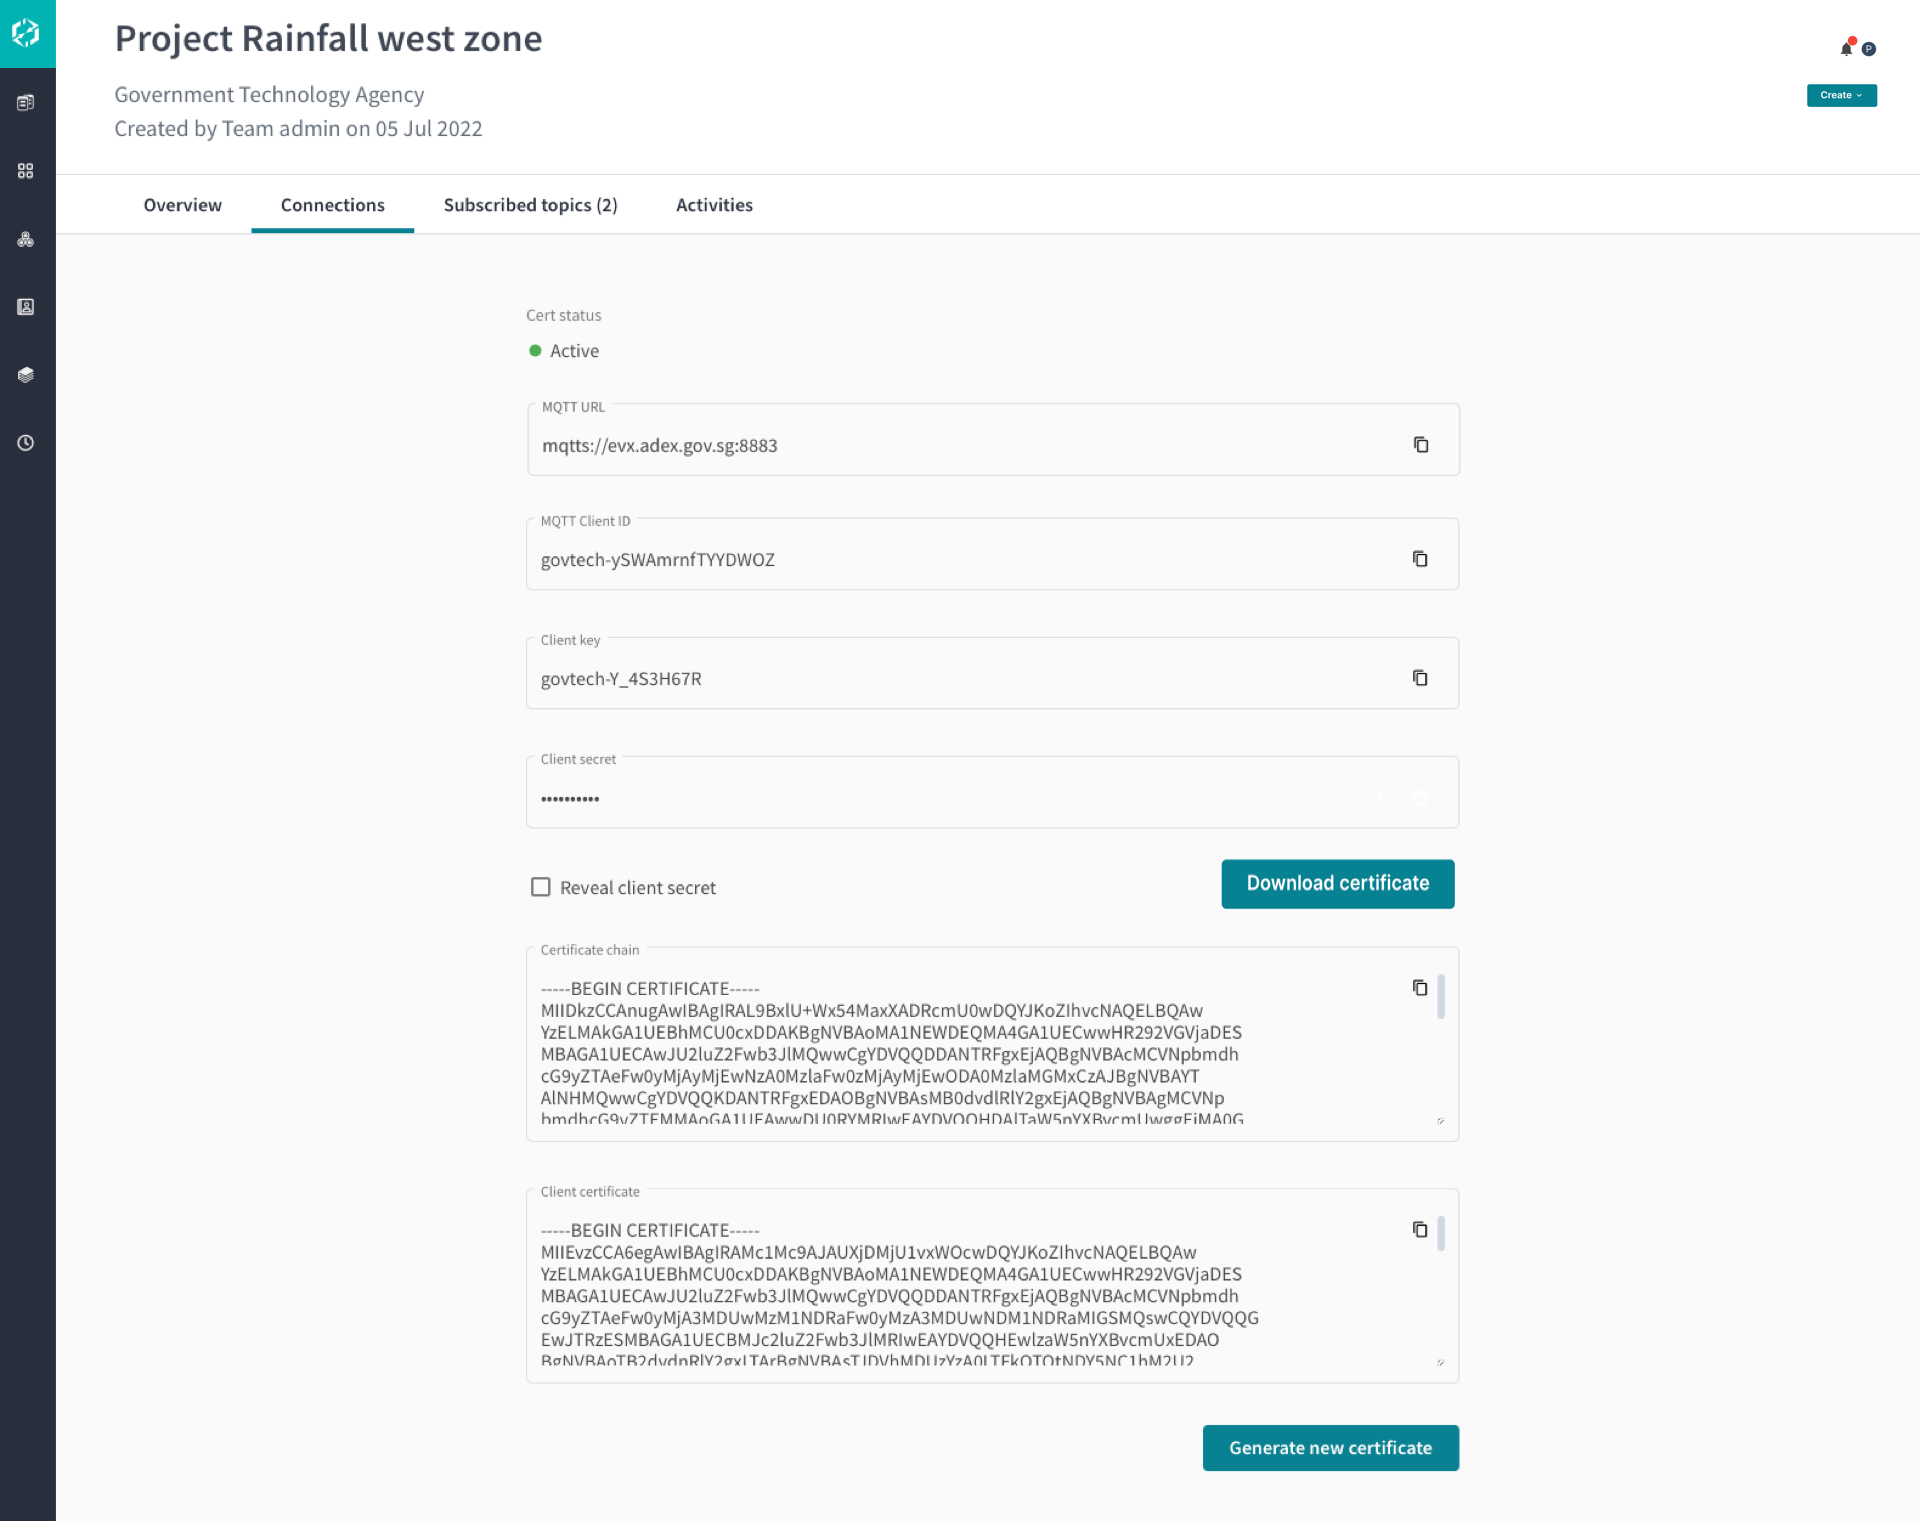 Project Rainfall west zone
P
Government Technology Agency
Create
Created by Team admin on 05 Jul 2022
Overview
Connections
Subscribed topics (2)
Activities
Cert status
Active
MQTT URL
mqtts://evx.adex.gov.sg:8883
MQTT Client ID
govtech-ySWAmrnfTYYDWOZ
Client key
govtech-Y_4S3H67R
Client secret
••••••••••
Reveal client secret
Download certificate
Certificate chain
-----BEGIN CERTIFICATE-----
MIIDkzCCAnugAwIBAgIRAL9BxlU+Wx54MaxXADRcmU0wDQYJKoZIhvcNAQELBQAw
YzELMAkGA1UEBhMCU0cxDDAKBgNVBAoMA1NEWDEQMA4GA1UECwwHR292VGVjaDES
MBAGA1UECAwJU2luZ2Fwb3JlMQwwCgYDVQQDDANTRFgxEjAQBgNVBAcMCVNpbmdh
cG9yZTAeFw0yMjAyMjEwNzA0MzlaFw0zMjAyMjEwODA0MzlaMGMxCzAJBgNVBAYT
AlNHMQwwCgYDVQQKDANTRFgxEDAOBgNVBAsMB0dvdlRlY2gxEjAQBgNVBAgMCVNp
bmdhcG9yZTEMMAoGA1UEAwwDU0RYMRIwEAYDVQQHDAlTaW5nYXBvcmUwggEiMA0G
Client certificate
-----BEGIN CERTIFICATE-----
MIIEvzCCA6egAwIBAgIRAMc1Mc9AJAUXjDMjU1vxWOcwDQYJKoZIhvcNAQELBQAw
YzELMAkGA1UEBhMCU0cxDDAKBgNVBAoMA1NEWDEQMA4GA1UECwwHR292VGVjaDES
MBAGA1UECAwJU2luZ2Fwb3JlMQwwCgYDVQQDDANTRFgxEjAQBgNVBAcMCVNpbmdh
cG9yZTAeFw0yMjA3MDUwMzM1NDRaFw0yMzA3MDUwNDM1NDRaMIGSMQswCQYDVQQG
EwJTRzESMBAGA1UECBMJc2luZ2Fwb3JlMRIwEAYDVQQHEwlzaW5nYXBvcmUxEDAO
Generate new certificate